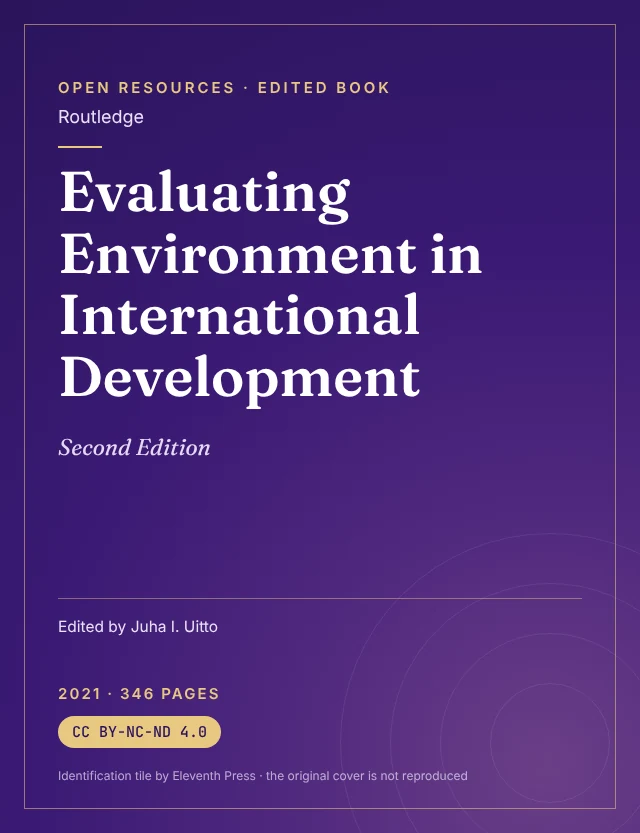 OPEN RESOURCES · EDITED BOOK
Routledge
Evaluating
Environment in
International
Development
Second Edition
Edited by Juha I. Uitto
2021 · 346 PAGES
CC BY-NC-ND 4.0
Identification tile by Eleventh Press · the original cover is not reproduced